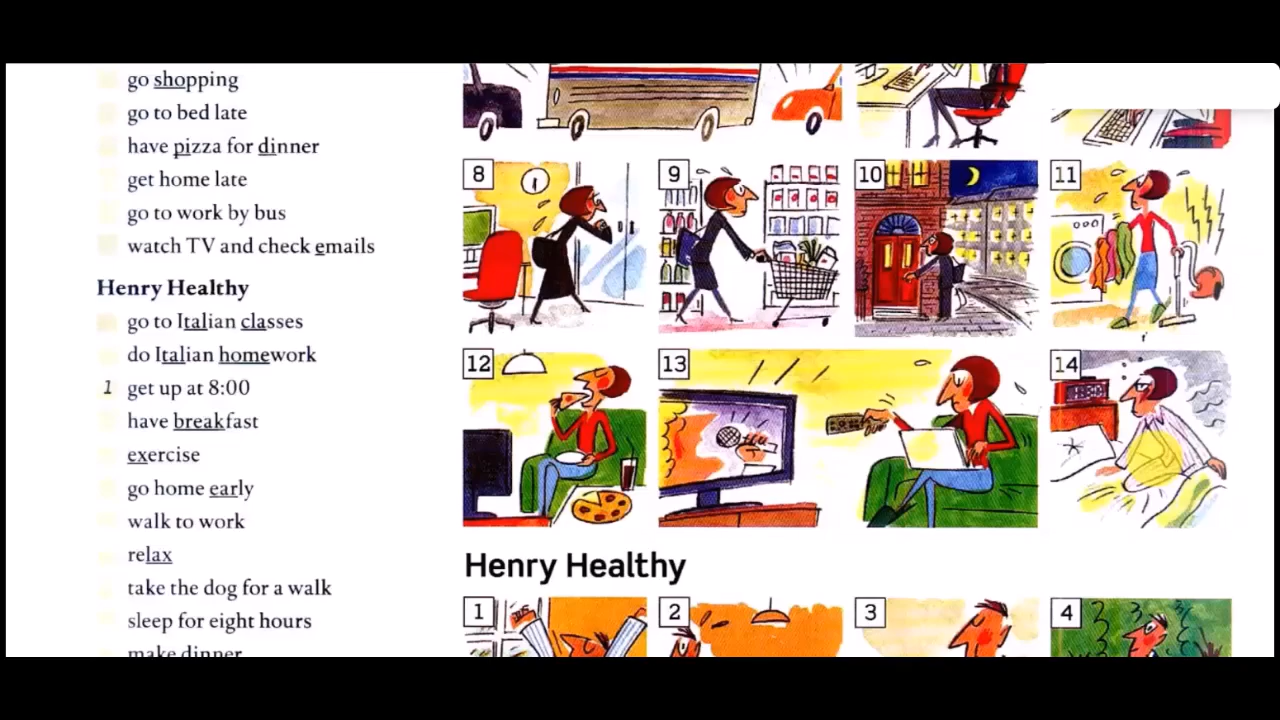 go shopping
go to bed late
have pizza for dinner
get home late
go to work by bus
watch TV and check emails
Henry Healthy
go to Italian classes
do Italian homework
1 get up at 8:00
have breakfast
exercise
go home early
walk to work
relax
take the dog for a walk
sleep for eight hours
make dinner
8
9
10
11
12
13
14
Henry Healthy
1
2
3
4